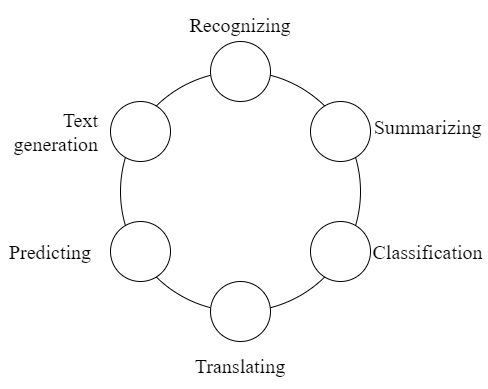 Recognizing
Text
generation
Summarizing
Predicting
Classification
Translating